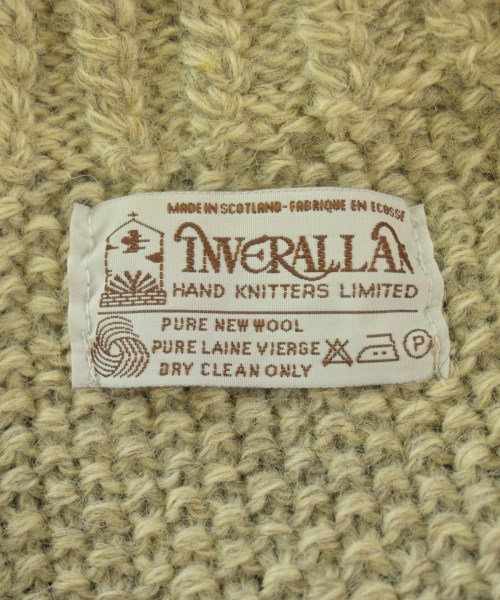 MADE IN SCOTLAND-FABRIQUE EN ECOSSE
INVERALLAN
HAND KNITTERS LIMITED
PURE NEW WOOL
PURE LAINE VIERGE
DRY CLEAN ONLY
P